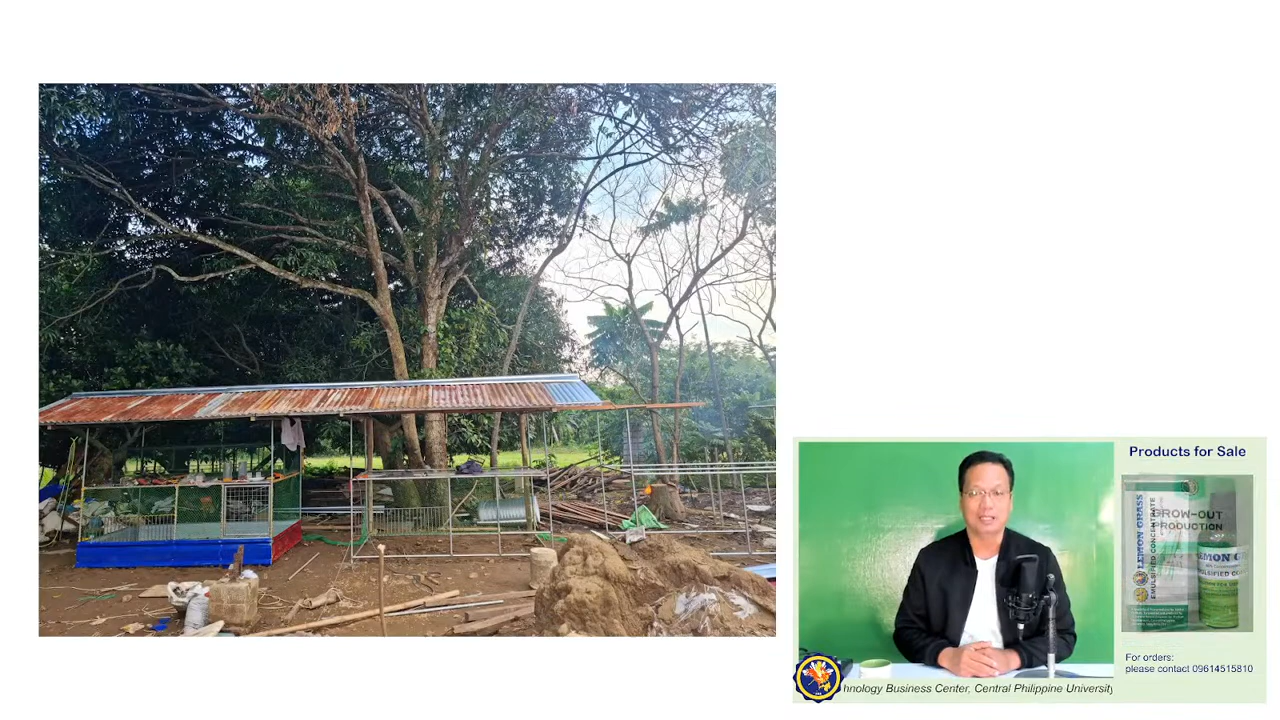 Products for Sale
LEMON GRASS
EMULSIFIED CONCENTRATE
GROW-OUT
PRODUCTION
LEMON
For orders:
please contact 09614515810
hnology Business Center, Central Philippine University